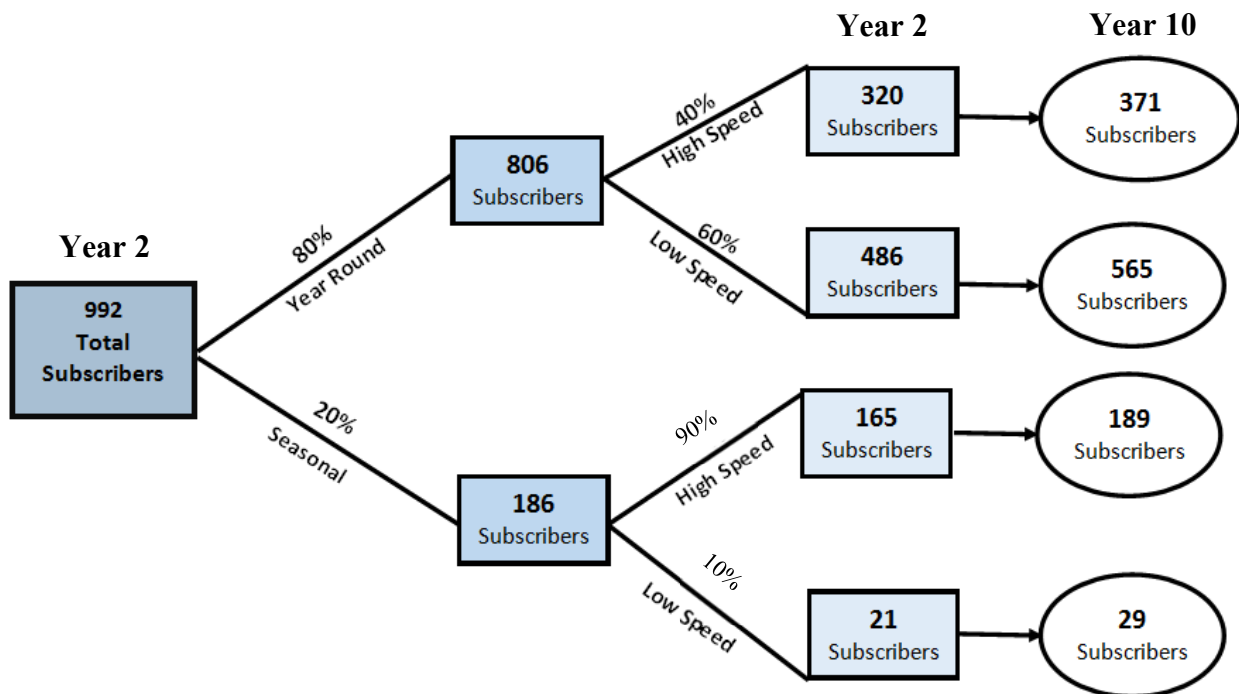 Year 2
992
Total
Subscribers
80%
Year Round
20%
Seasonal
806
Subscribers
186
Subscribers
40%
High Speed
60%
Low Speed
90%
High Speed
10%
Low Speed
Year 2
320
Subscribers
486
Subscribers
165
Subscribers
21
Subscribers
Year 10
371
Subscribers
565
Subscribers
189
Subscribers
29
Subscribers